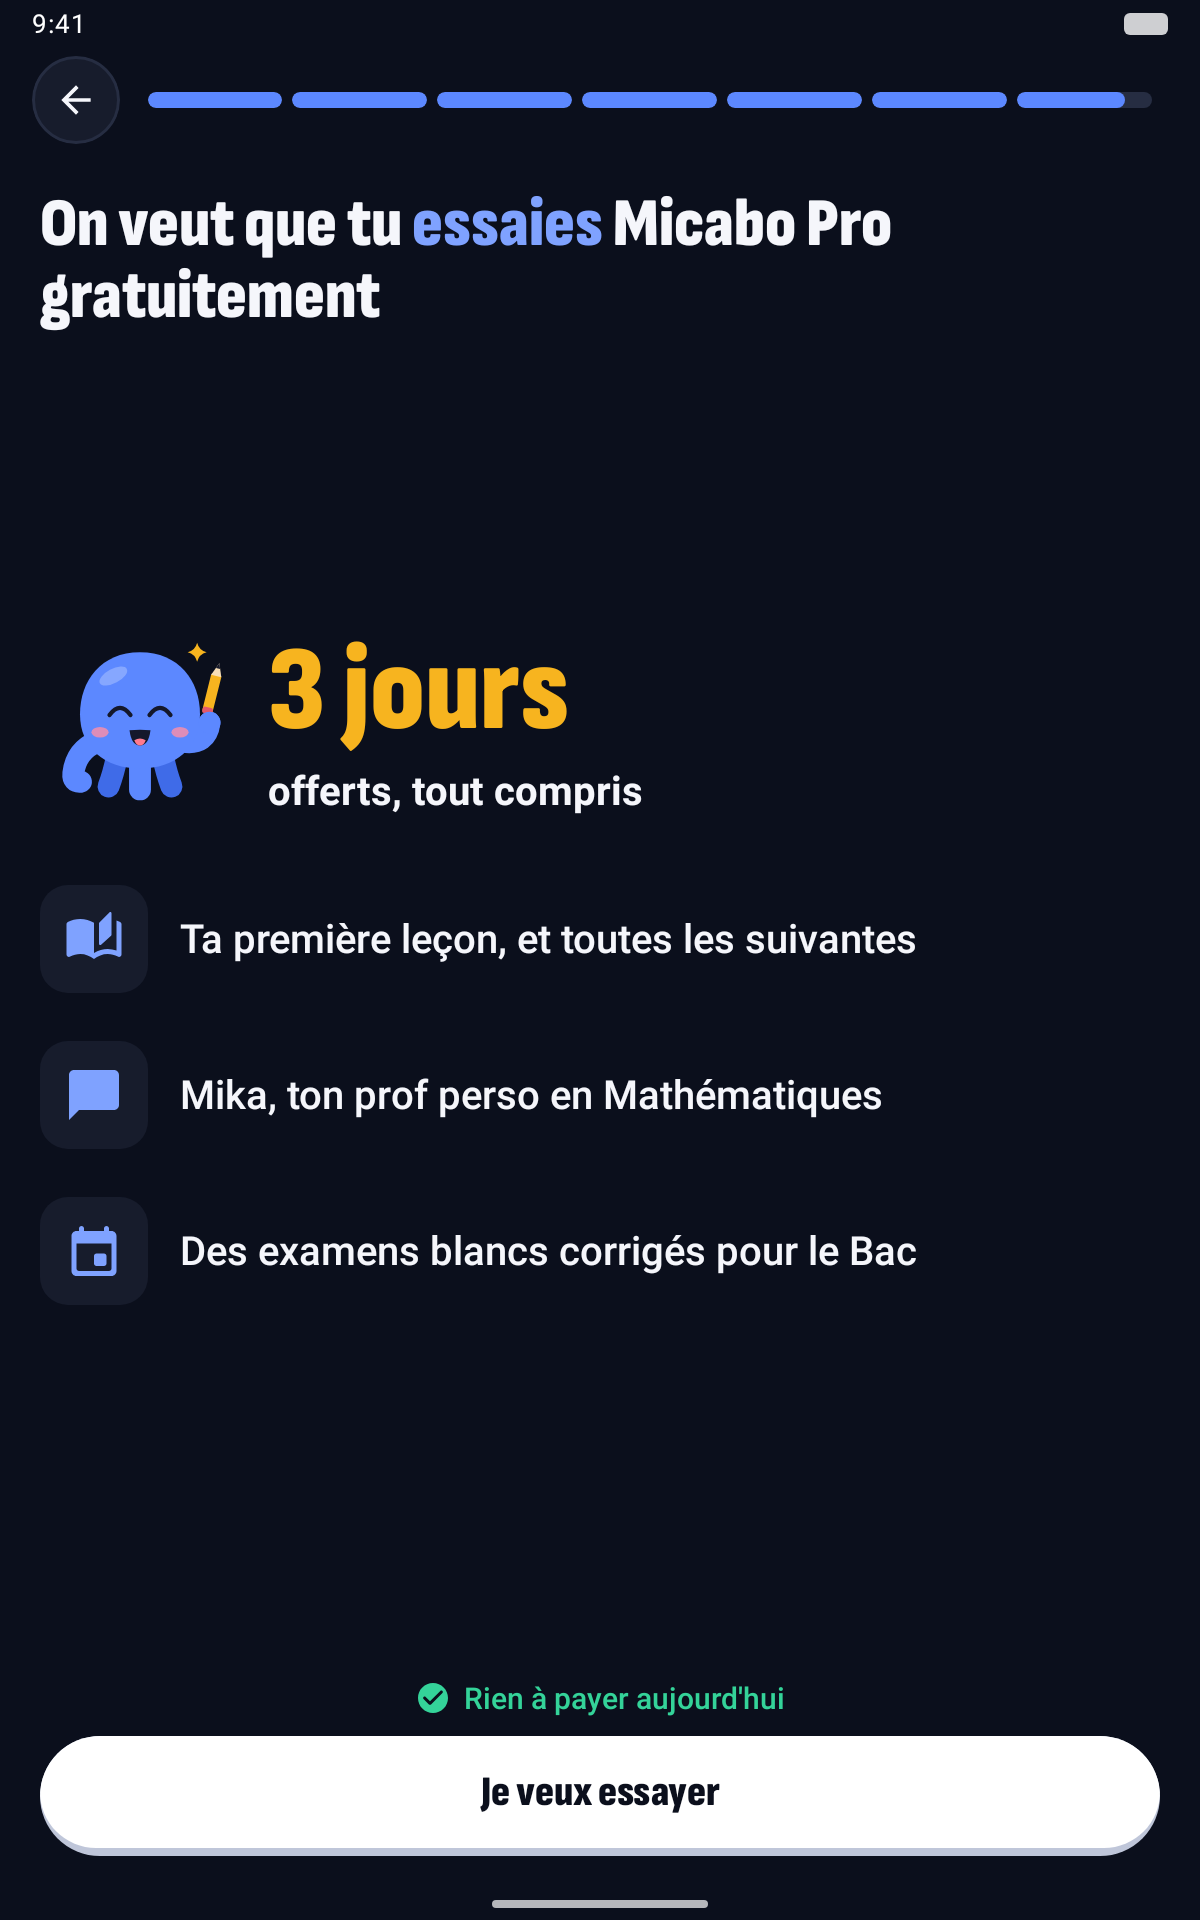 9:41
On veut que tu essaies Micabo Pro
gratuitement
3 jours
offerts, tout compris
Ta première leçon, et toutes les suivantes
Mika, ton prof perso en Mathématiques
Des examens blancs corrigés pour le Bac
Rien à payer aujourd'hui
Je veux essayer